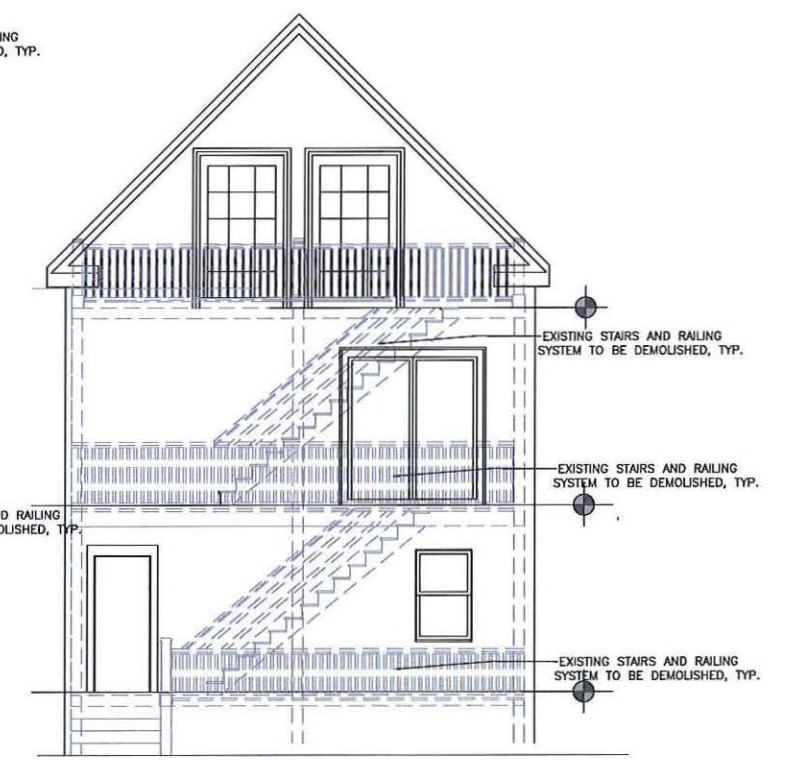 ING
D, TYP.
EXISTING STAIRS AND RAILING
SYSTEM TO BE DEMOLISHED, TYP.
EXISTING STAIRS AND RAILING
SYSTEM TO BE DEMOLISHED, TYP.
D RAILING
OLISHED, TYP.
EXISTING STAIRS AND RAILING
SYSTEM TO BE DEMOLISHED, TYP.